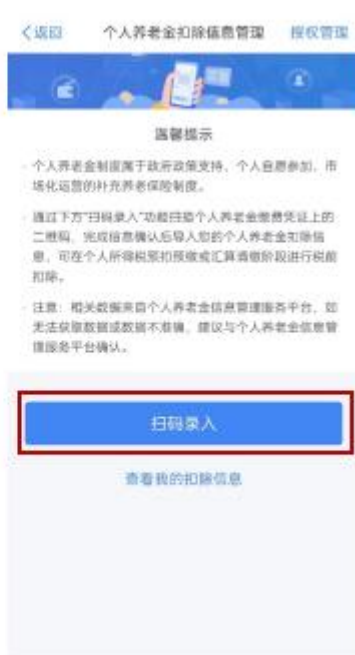 返回 个人养老金扣除信息管理 授权管理
温馨提示
· 个人养老金制度属于政府政策支持、个人自愿参加、市
场化运营的补充养老保险制度。
· 通过下方“扫码录入”功能扫描个人养老金缴费凭证上的
二维码，完成信息确认后导入您的个人养老金扣除信
息，可在个人所得税预扣预缴或汇算清缴阶段进行税前
扣除。
· 注意：相关数据来自个人养老金信息管理服务平台，如
无法获取数据或数据不准确，建议与个人养老金信息管
理服务平台确认。
扫码录入
查看我的扣除信息